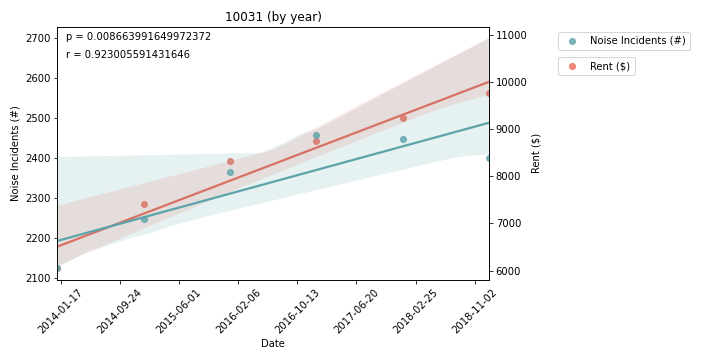 10031 (by year)
p = 0.008663991649972372
r = 0.923005591431646
Noise Incidents (#)
2700
2600
2500
2400
2300
2200
2100
11000
10000
9000
8000
7000
6000
Rent ($)
2014-01-17
2014-09-24
2015-06-01
2016-02-06
2016-10-13
2017-06-20
2018-02-25
2018-11-02
Date
Noise Incidents (#)
Rent ($)